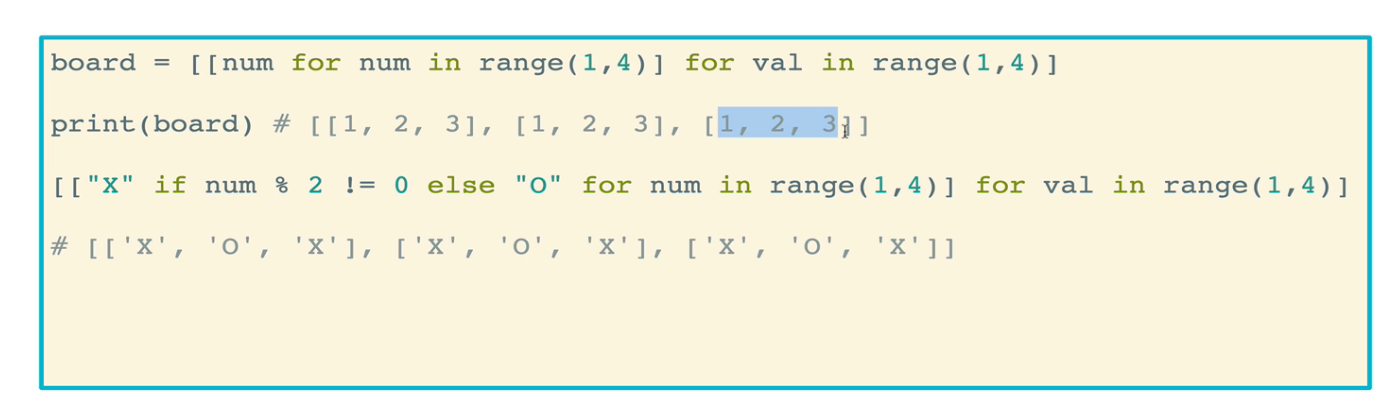 board = [[num for num in range(1,4)] for val in range(1,4)]
print(board) # [[1, 2, 3], [1, 2, 3], [1, 2, 3]]
[["X" if num % 2 != 0 else "O" for num in range(1,4)] for val in range(1,4)]
# [['X', 'O', 'X'], ['X', 'O', 'X'], ['X', 'O', 'X']]